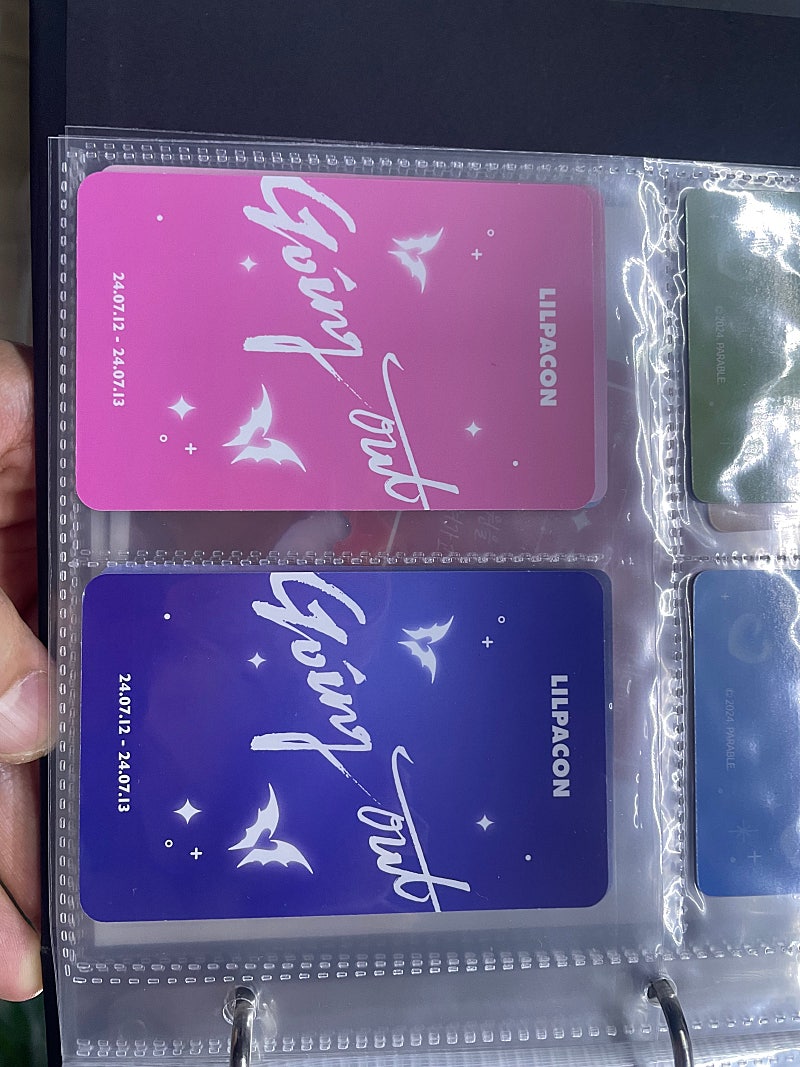 LILPACON
Going
out
24.07.12 - 24.07.13
LILPACON
Going
out
24.07.12 - 24.07.13
©2024. PARABLE.
©2024. PARABLE.